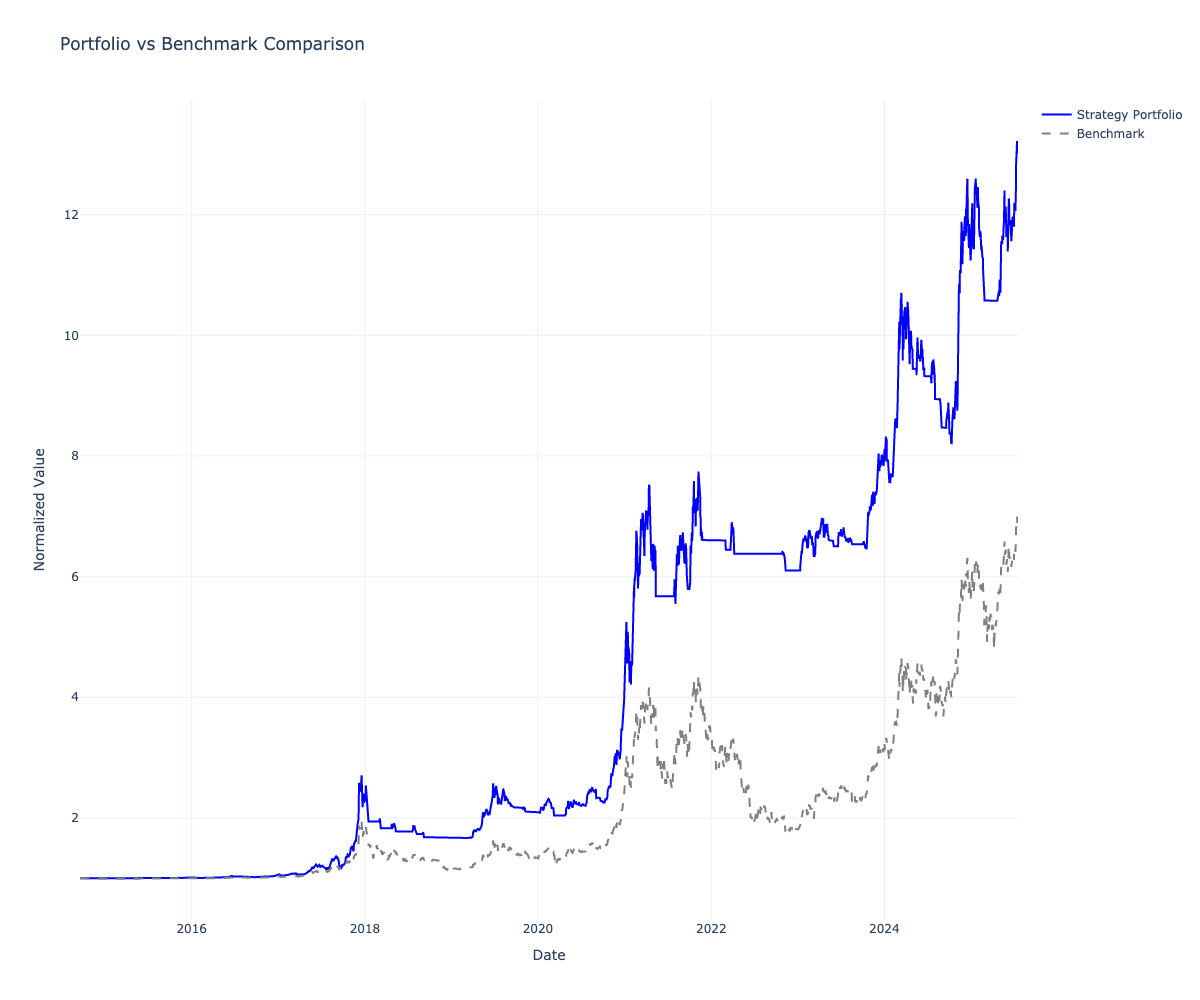 Portfolio vs Benchmark Comparison
Strategy Portfolio
Benchmark
Normalized Value
12
10
8
6
4
2
2016
2018
2020
2022
2024
Date